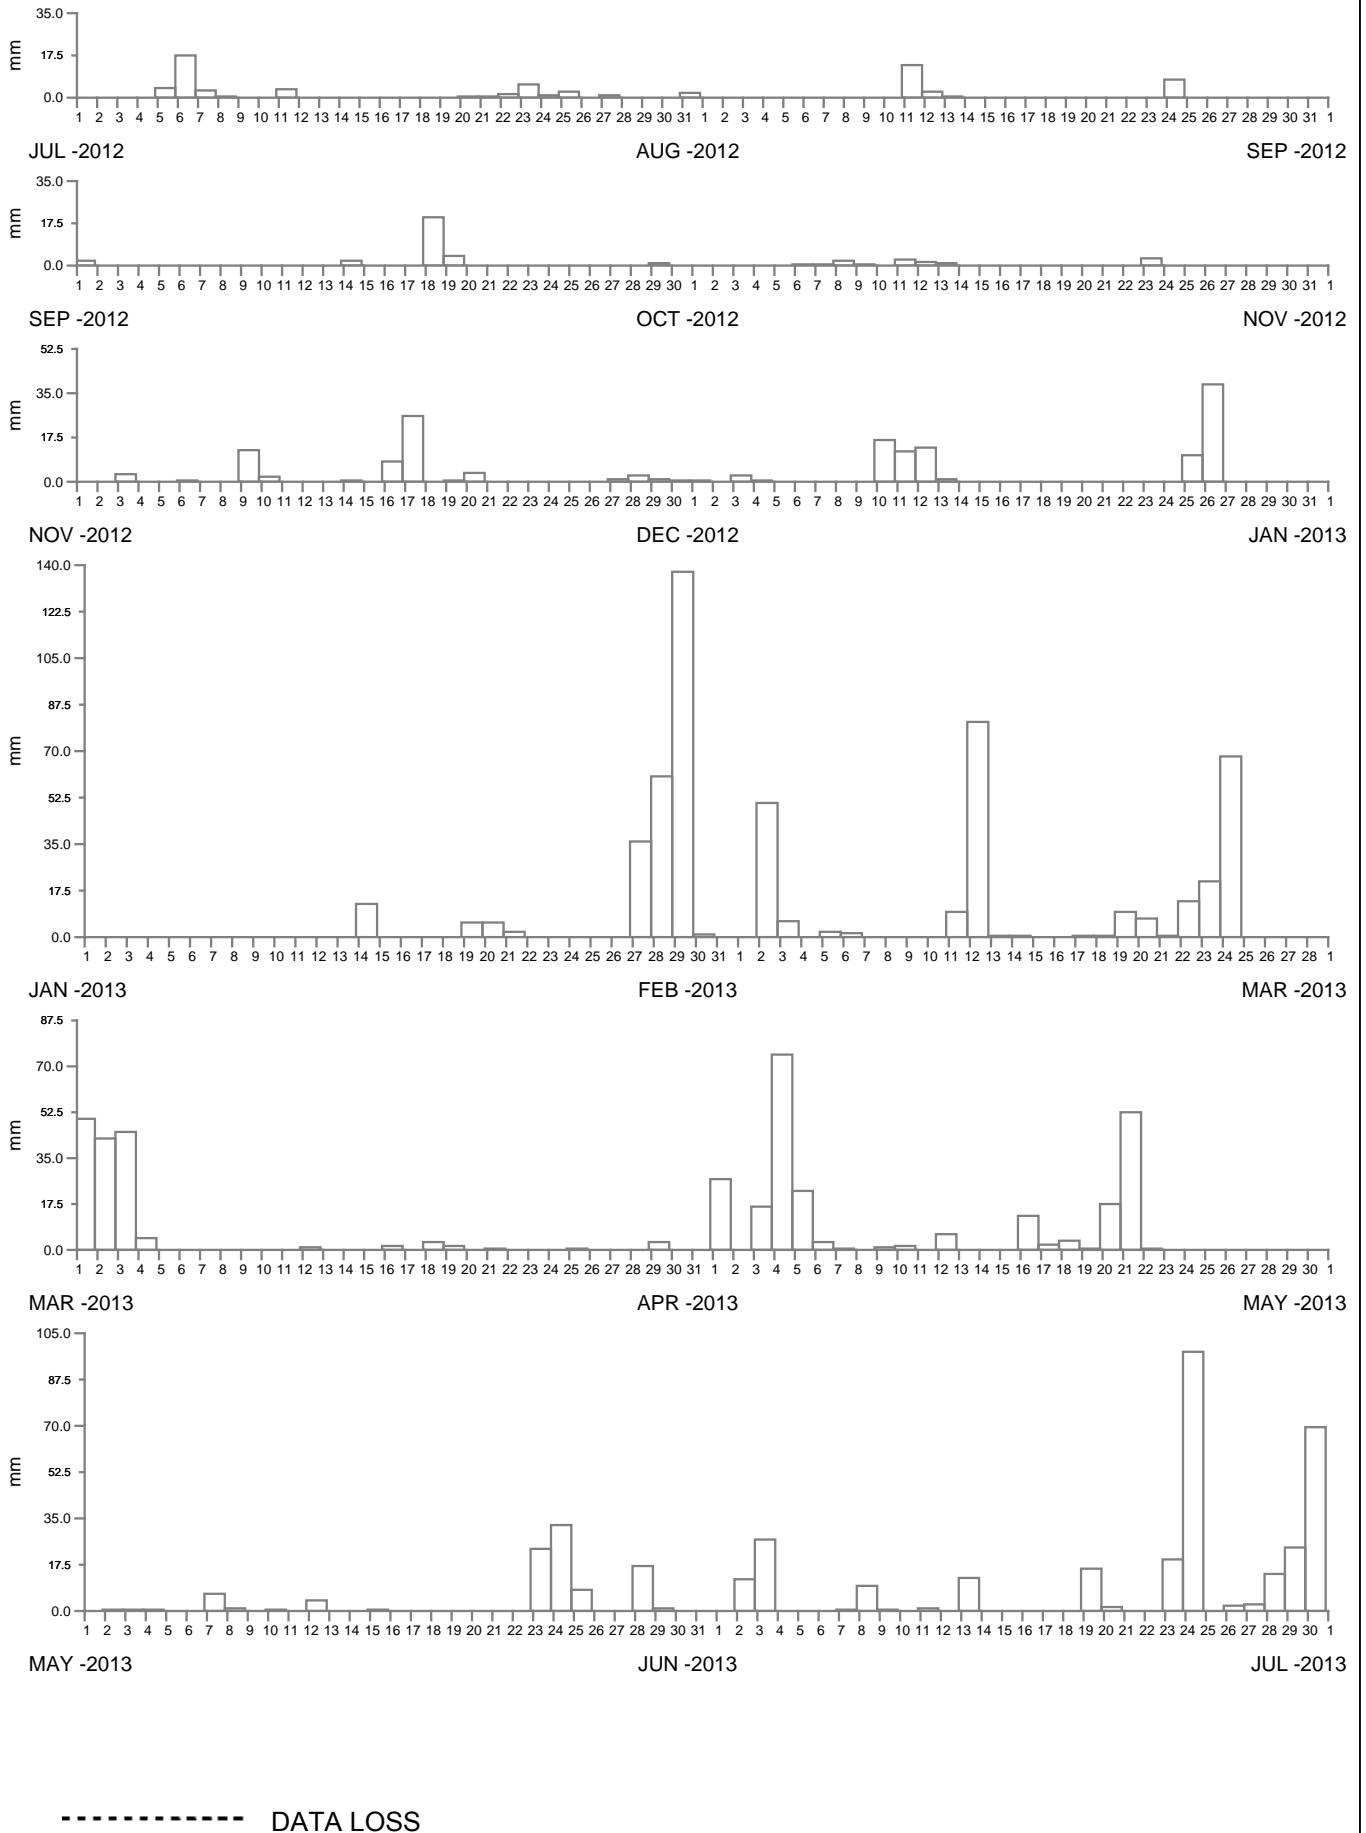 35.0
mm
17.5
0.0
1 2 3 4 5 6 7 8 9 10 11 12 13 14 15 16 17 18 19 20 21 22 23 24 25 26 27 28 29 30 31 1 2 3 4 5 6 7 8 9 10 11 12 13 14 15 16 17 18 19 20 21 22 23 24 25 26 27 28 29 30 31 1
JUL -2012 AUG -2012 SEP -2012
35.0
mm
17.5
0.0
1 2 3 4 5 6 7 8 9 10 11 12 13 14 15 16 17 18 19 20 21 22 23 24 25 26 27 28 29 30 1 2 3 4 5 6 7 8 9 10 11 12 13 14 15 16 17 18 19 20 21 22 23 24 25 26 27 28 29 30 31 1
SEP -2012 OCT -2012 NOV -2012
52.5
35.0
mm
17.5
0.0
1 2 3 4 5 6 7 8 9 10 11 12 13 14 15 16 17 18 19 20 21 22 23 24 25 26 27 28 29 30 1 2 3 4 5 6 7 8 9 10 11 12 13 14 15 16 17 18 19 20 21 22 23 24 25 26 27 28 29 30 31 1
NOV -2012 DEC -2012 JAN -2013
140.0
122.5
105.0
87.5
70.0
mm
52.5
35.0
17.5
0.0
1 2 3 4 5 6 7 8 9 10 11 12 13 14 15 16 17 18 19 20 21 22 23 24 25 26 27 28 29 30 31 1 2 3 4 5 6 7 8 9 10 11 12 13 14 15 16 17 18 19 20 21 22 23 24 25 26 27 28 1
JAN -2013 FEB -2013 MAR -2013
87.5
70.0
52.5
mm
35.0
17.5
0.0
1 2 3 4 5 6 7 8 9 10 11 12 13 14 15 16 17 18 19 20 21 22 23 24 25 26 27 28 29 30 31 1 2 3 4 5 6 7 8 9 10 11 12 13 14 15 16 17 18 19 20 21 22 23 24 25 26 27 28 29 30 1
MAR -2013 APR -2013 MAY -2013
105.0
87.5
70.0
mm
52.5
35.0
17.5
0.0
1 2 3 4 5 6 7 8 9 10 11 12 13 14 15 16 17 18 19 20 21 22 23 24 25 26 27 28 29 30 31 1 2 3 4 5 6 7 8 9 10 11 12 13 14 15 16 17 18 19 20 21 22 23 24 25 26 27 28 29 30 1
MAY -2013 JUN -2013 JUL -2013
DATA LOSS